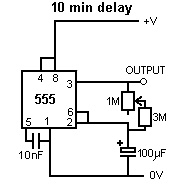 10 min delay
+V
4 8
3
OUTPUT
555
1M
3M
6
5 1 2
10nF
+
100µF
0V